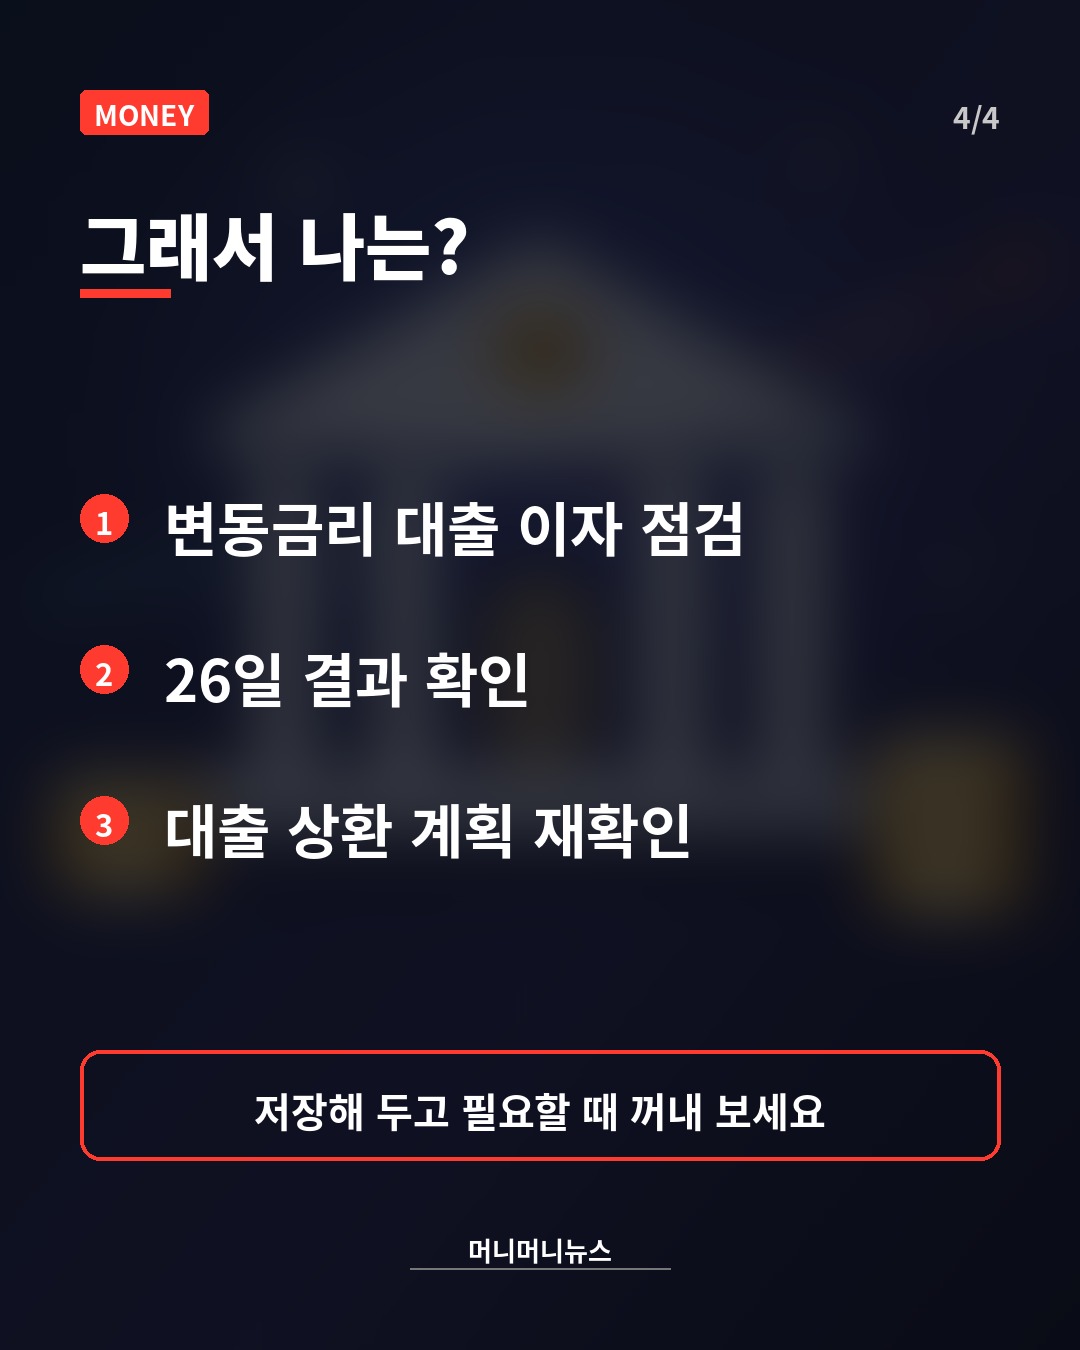 MONEY
4/4
그래서 나는?
1 변동금리 대출 이자 점검
2 26일 결과 확인
3 대출 상환 계획 재확인
저장해 두고 필요할 때 꺼내 보세요
머니머니뉴스